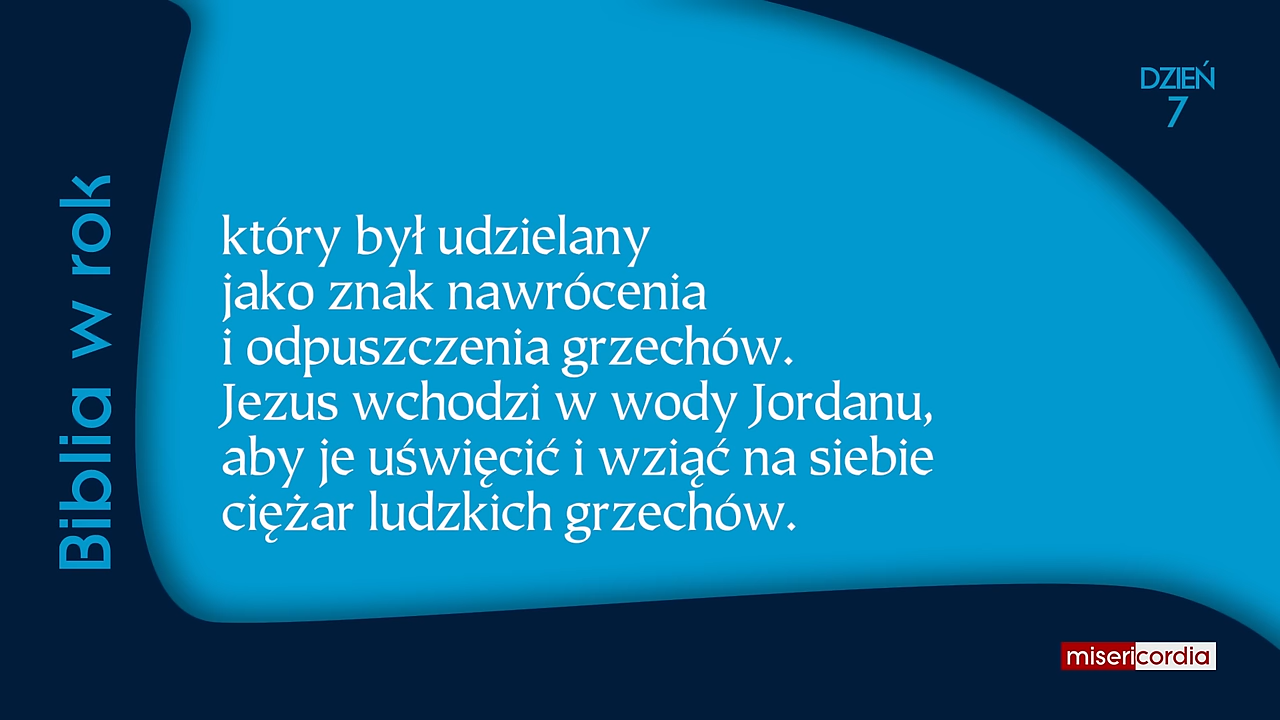 DZIEŃ
7
Biblia w rok
który był udzielany
jako znak nawrócenia
i odpuszczenia grzechów.
Jezus wchodzi w wody Jordanu,
aby je uświęcić i wziąć na siebie
ciężar ludzkich grzechów.
misericordia